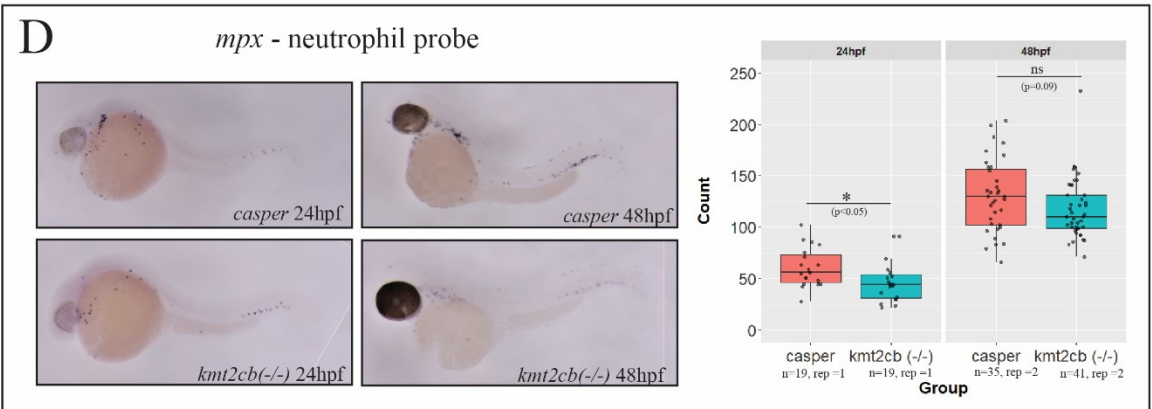 D
mpx - neutrophil probe
casper 24hpf
casper 48hpf
kmt2cb(-/-) 24hpf
kmt2cb(-/-) 48hpf
24hpf
48hpf
250
200
150
100
50
0
Count
*
(p<0.05)
ns
(p=0.09)
casper
kmt2cb (-/-)
casper
kmt2cb (-/-)
n=19, rep =1
n=19, rep =1
n=35, rep =2
n=41, rep =2
Group